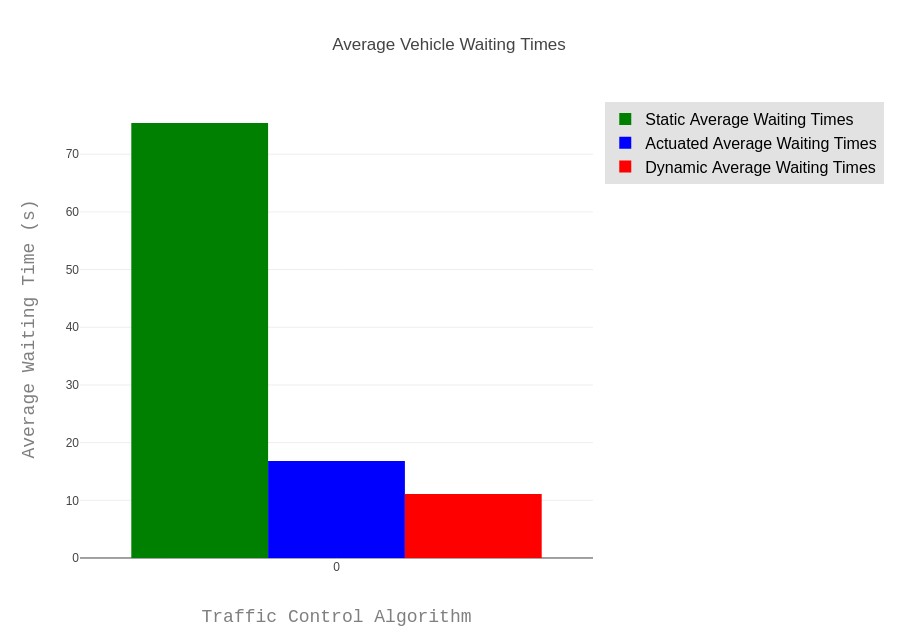 Average Vehicle Waiting Times
Static Average Waiting Times
Actuated Average Waiting Times
Dynamic Average Waiting Times
Average Waiting Time (s)
70
60
50
40
30
20
10
0
0
Traffic Control Algorithm